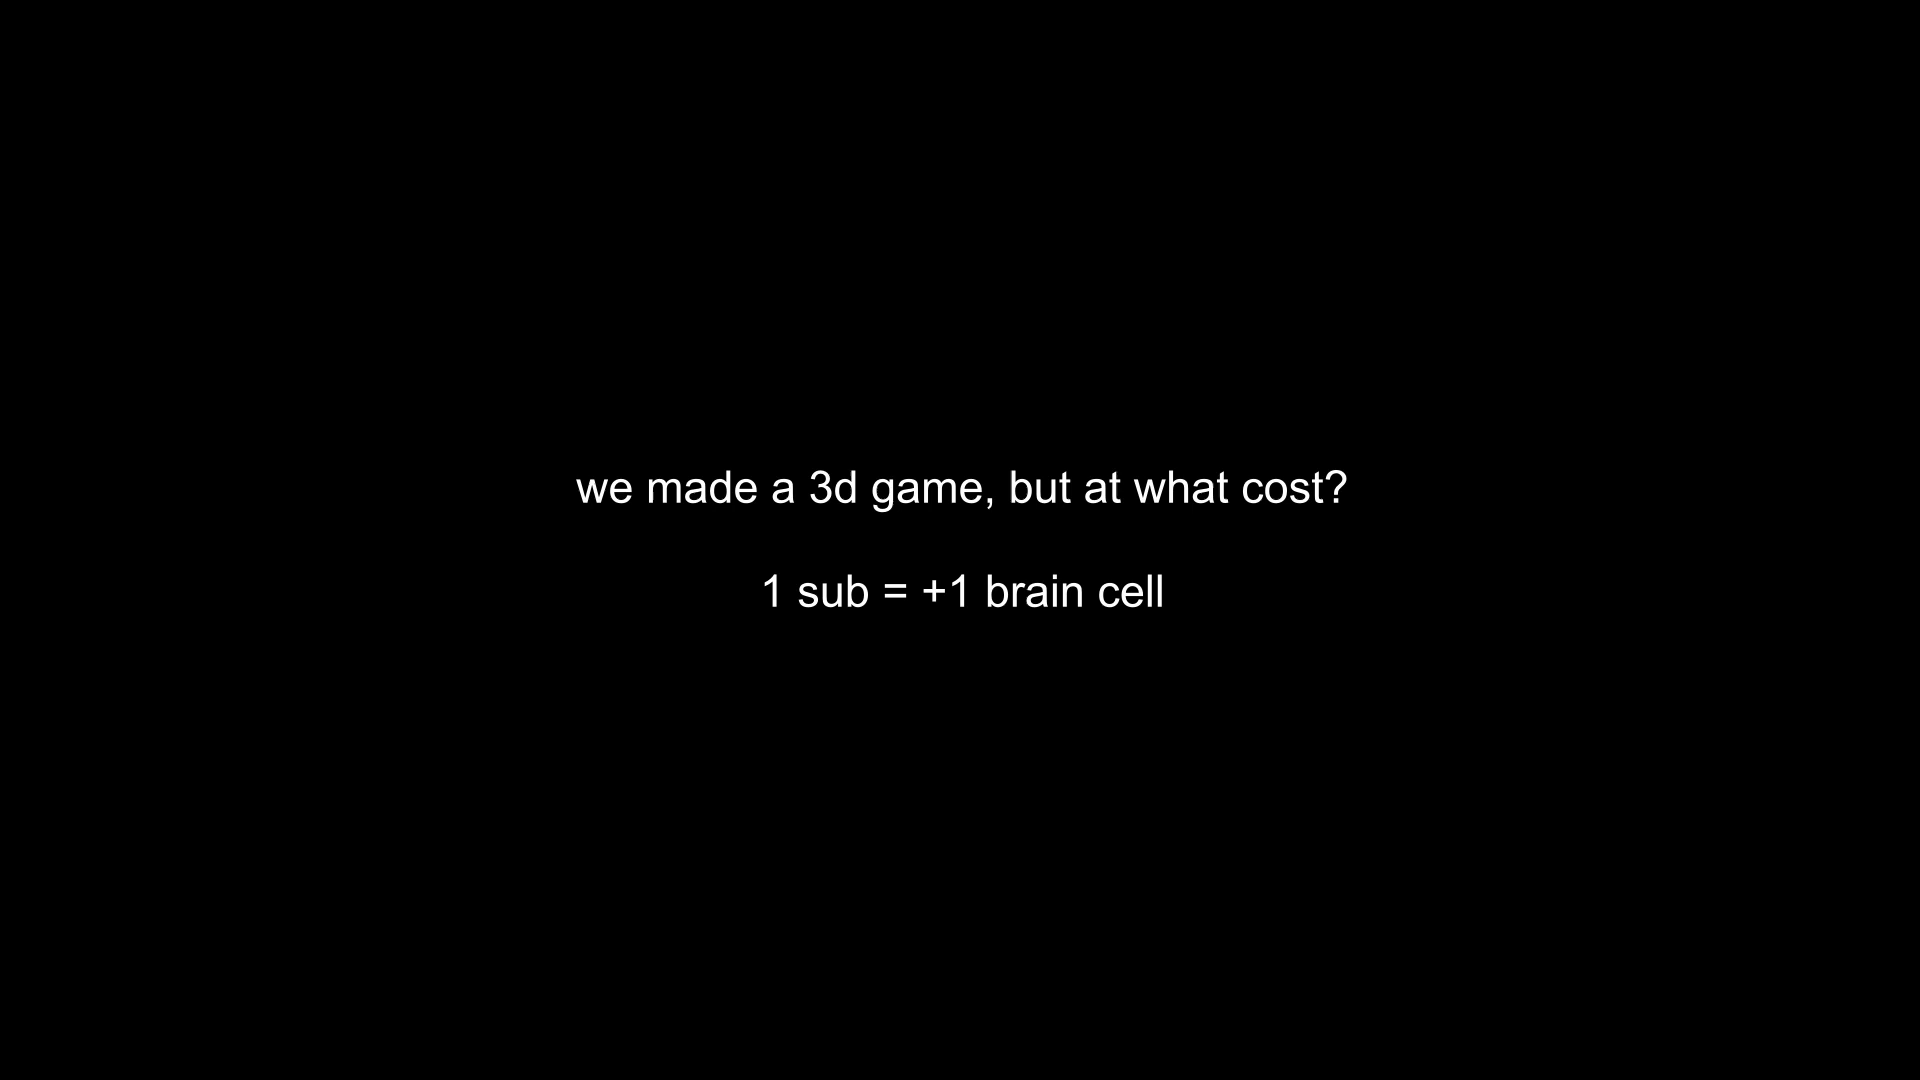 we made a 3d game, but at what cost?
1 sub = +1 brain cell